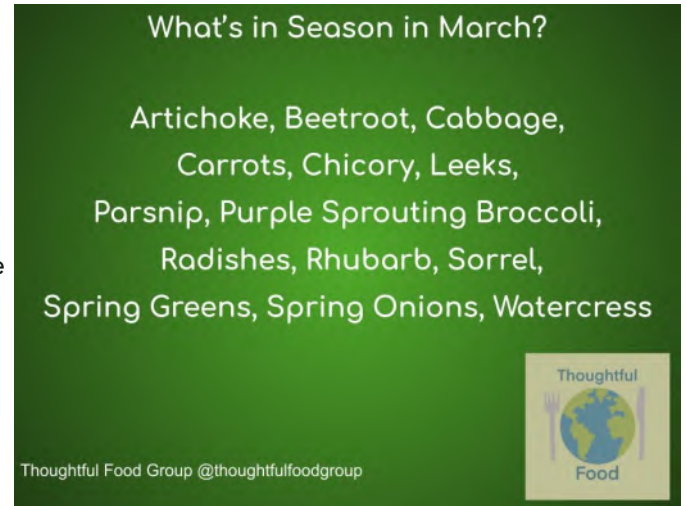 What's in Season in March?
Artichoke, Beetroot, Cabbage,
Carrots, Chicory, Leeks,
Parsnip, Purple Sprouting Broccoli,
Radishes, Rhubarb, Sorrel,
Spring Greens, Spring Onions, Watercress
Thoughtful
Food
Thoughtful Food Group @thoughtfulfoodgroup